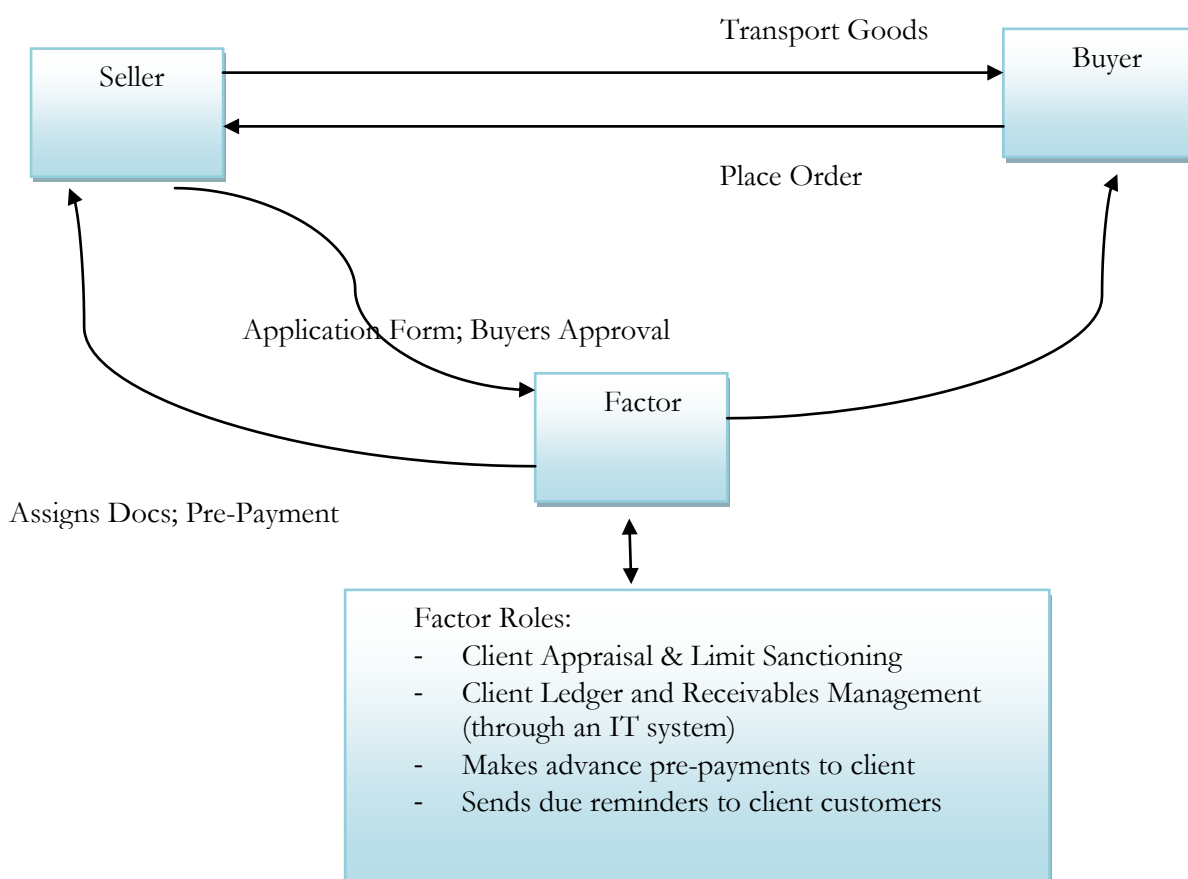 Transport Goods
Seller
Buyer
Place Order
Application Form; Buyers Approval
Factor
Assigns Docs; Pre-Payment
Factor Roles:
- Client Appraisal & Limit Sanctioning
- Client Ledger and Receivables Management
(through an IT system)
- Makes advance pre-payments to client
- Sends due reminders to client customers